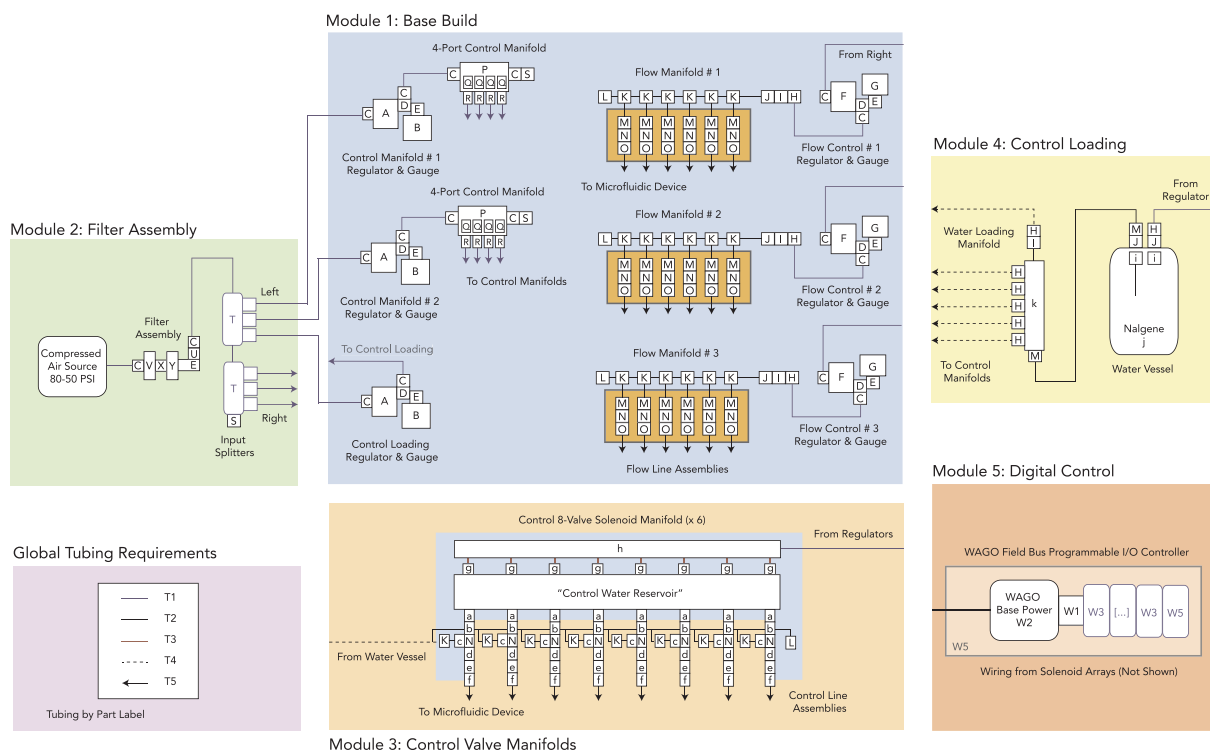 Module 1: Base Build
4-Port Control Manifold
C P C S
Q Q Q Q
R R R R
C
D E
C A
B
Control Manifold # 1
Regulator & Gauge
4-Port Control Manifold
C P C S
Q Q Q Q
R R R R
To Control Manifolds
C
D E
C A
B
Control Manifold # 2
Regulator & Gauge
To Control Loading
C
D E
C A
B
Control Loading
Regulator & Gauge
Flow Manifold # 1
L K K K K K K J I H
M M M M M M
N N N N N N
O O O O O O
To Microfluidic Device
From Right
C F G
D E
C
Flow Control # 1
Regulator & Gauge
Flow Manifold # 2
L K K K K K K J I H
M M M M M M
N N N N N N
O O O O O O
C F G
D E
C
Flow Control # 2
Regulator & Gauge
Flow Manifold # 3
L K K K K K K J I H
M M M M M M
N N N N N N
O O O O O O
Flow Line Assemblies
C F G
D E
C
Flow Control # 3
Regulator & Gauge
Module 2: Filter Assembly
Compressed
Air Source
80-50 PSI
Filter
Assembly
C V X Y
C
U
E
T
Left
T
Right
S
Input
Splitters
Module 4: Control Loading
From
Regulator
Water Loading
Manifold
H
I
H
H
H
H
H
k
M
To Control
Manifolds
M H
J J
i i
Nalgene
j
Water Vessel
Global Tubing Requirements
T1
T2
T3
T4
T5
Tubing by Part Label
Control 8-Valve Solenoid Manifold (x 6)
h
From Regulators
g g g g g g g g
“Control Water Reservoir”
a a a a a a a a
b b b b b b b b
K c N K c N K c N K c N K c N K c N K c N K c N L
d d d d d d d d
e e e e e e e e
f f f f f f f f
From Water Vessel
To Microfluidic Device
Control Line
Assemblies
Module 3: Control Valve Manifolds
Module 5: Digital Control
WAGO Field Bus Programmable I/O Controller
WAGO
Base Power
W2
W1 W3 [...] W3 W5
W5
Wiring from Solenoid Arrays (Not Shown)